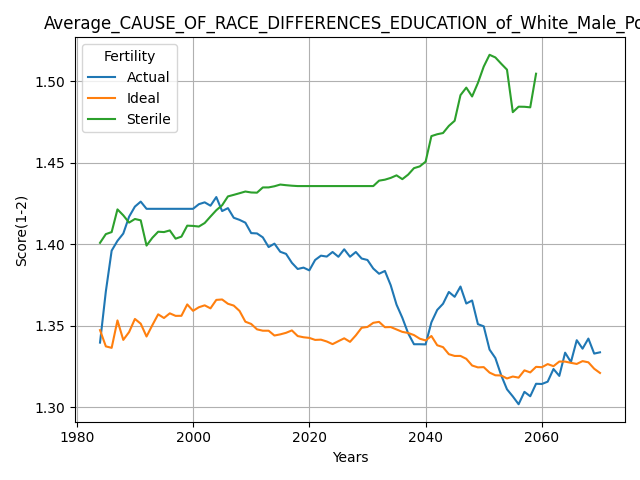 Average_CAUSE_OF_RACE_DIFFERENCES_EDUCATION_of_White_Male_Po
Fertility
Actual
Ideal
Sterile
1.50
1.45
1.40
1.35
1.30
Score(1-2)
1980
2000
2020
2040
2060
Years